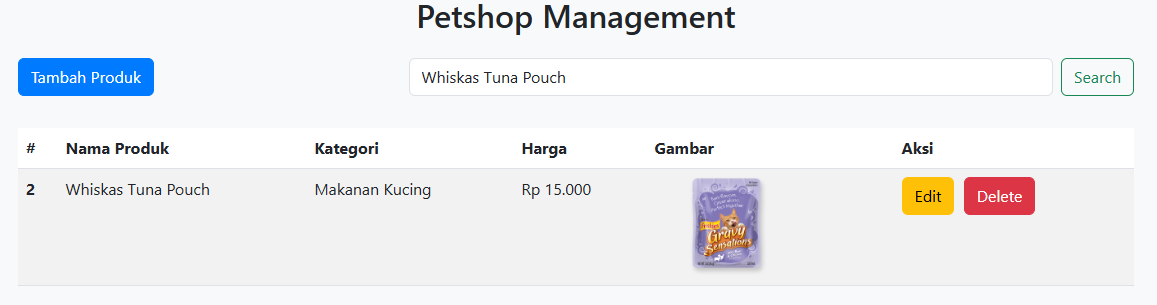 Petshop Management
Tambah Produk
Whiskas Tuna Pouch
Search
# Nama Produk Kategori Harga Gambar Aksi
2 Whiskas Tuna Pouch Makanan Kucing Rp 15.000 Edit Delete
Friskies
Gravy
Sensations